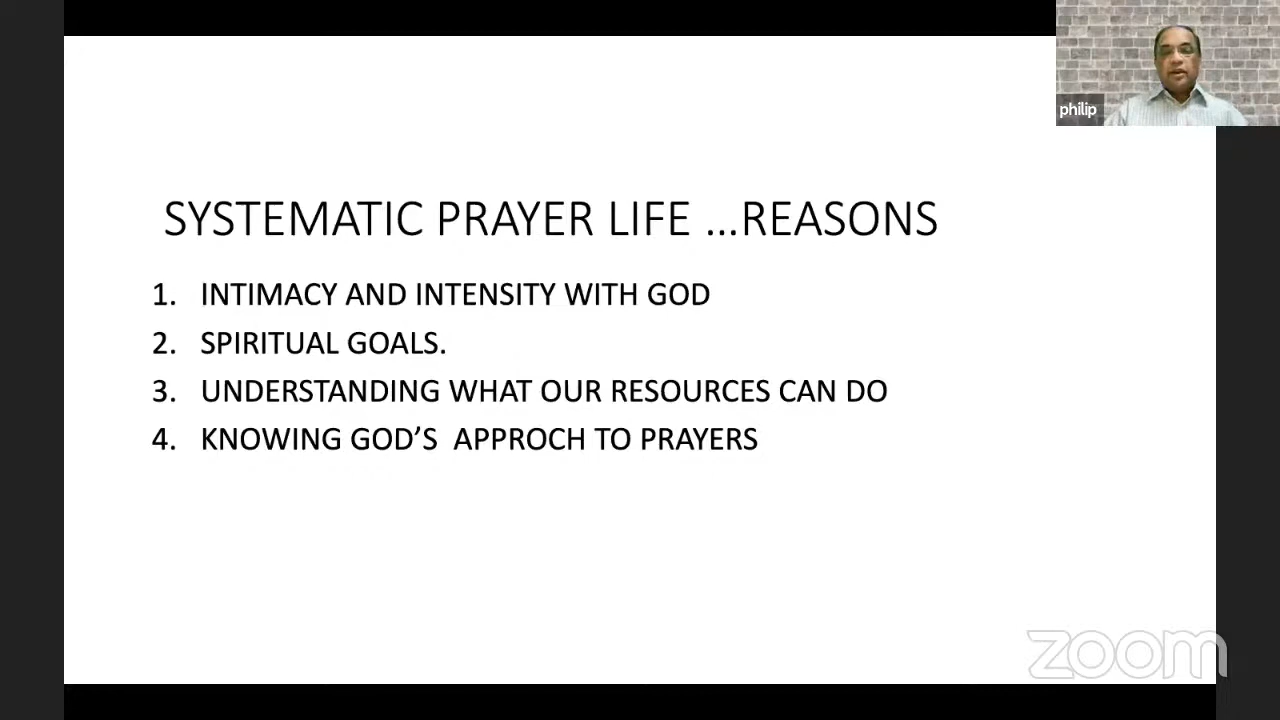 philip
SYSTEMATIC PRAYER LIFE ...REASONS
1. INTIMACY AND INTENSITY WITH GOD
2. SPIRITUAL GOALS.
3. UNDERSTANDING WHAT OUR RESOURCES CAN DO
4. KNOWING GOD’S  APPROCH TO PRAYERS
zoom